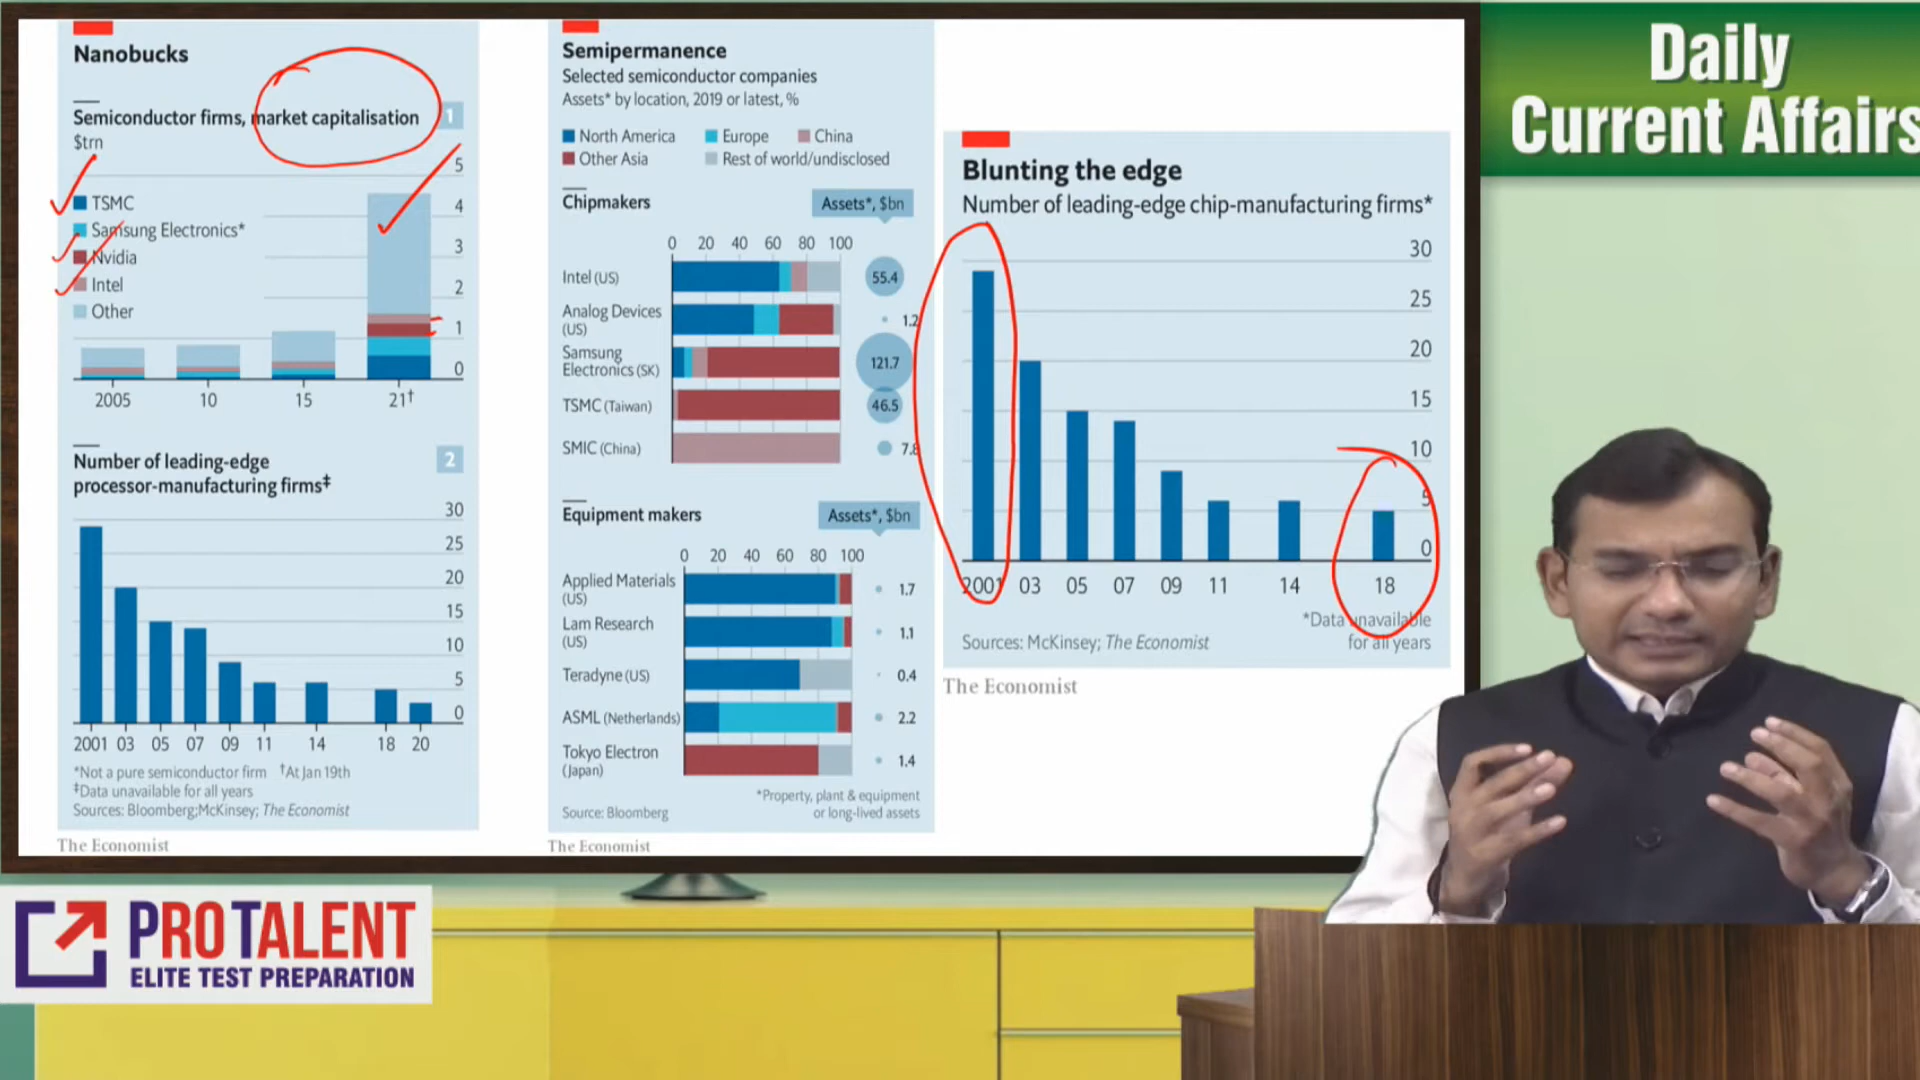 Nanobucks
Semiconductor firms, market capitalisation
1
$trn
5
TSMC
4
Samsung Electronics*
3
Nvidia
Intel
2
Other
1
0
2005 10 15 21†
Number of leading-edge
processor-manufacturing firms‡
2
30
25
20
15
10
5
0
2001 03 05 07 09 11 14 18 20
*Not a pure semiconductor firm †At Jan 19th
‡Data unavailable for all years
Sources: Bloomberg;McKinsey; The Economist
The Economist
Semipermanence
Selected semiconductor companies
Assets* by location, 2019 or latest, %
North America Europe China
Other Asia Rest of world/undisclosed
Chipmakers
Assets*, $bn
0 20 40 60 80 100
Intel (US) 55.4
Analog Devices
(US) 1.2
Samsung
Electronics (SK) 121.7
TSMC (Taiwan) 46.5
SMIC (China) 7.8
Equipment makers
Assets*, $bn
0 20 40 60 80 100
Applied Materials
(US) 1.7
Lam Research
(US) 1.1
Teradyne (US) 0.4
ASML (Netherlands) 2.2
Tokyo Electron
(Japan) 1.4
*Property, plant & equipment
or long-lived assets
Source: Bloomberg
The Economist
Blunting the edge
Number of leading-edge chip-manufacturing firms*
30
25
20
15
10
5
0
2001 03 05 07 09 11 14 18
*Data unavailable
for all years
Sources: McKinsey; The Economist
The Economist
Daily
Current Affairs
PRO TALENT
ELITE TEST PREPARATION